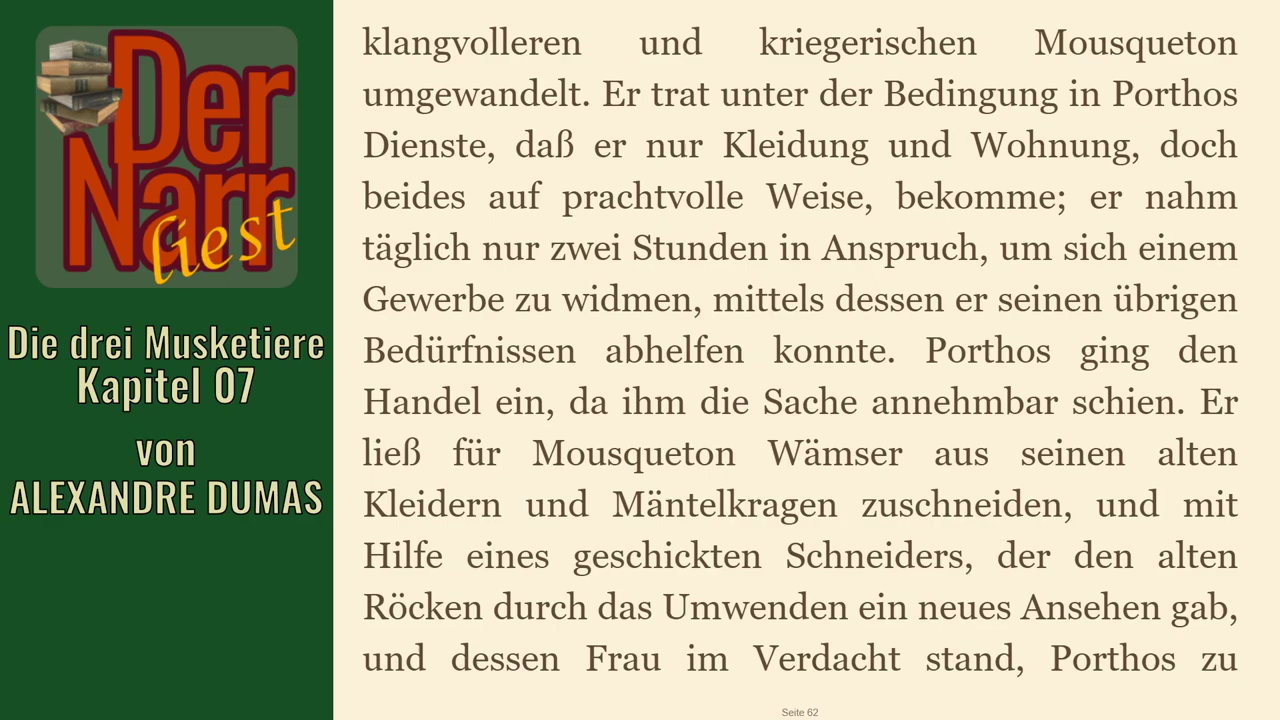 Der
Narr
liest
Die drei Musketiere
Kapitel 07
von
ALEXANDRE DUMAS
klangvolleren und kriegerischen Mousqueton
umgewandelt. Er trat unter der Bedingung in Porthos
Dienste, daß er nur Kleidung und Wohnung, doch
beides auf prachtvolle Weise, bekomme; er nahm
täglich nur zwei Stunden in Anspruch, um sich einem
Gewerbe zu widmen, mittels dessen er seinen übrigen
Bedürfnissen abhelfen konnte. Porthos ging den
Handel ein, da ihm die Sache annehmbar schien. Er
ließ für Mousqueton Wämser aus seinen alten
Kleidern und Mäntelkragen zuschneiden, und mit
Hilfe eines geschickten Schneiders, der den alten
Röcken durch das Umwenden ein neues Ansehen gab,
und dessen Frau im Verdacht stand, Porthos zu
Seite 62